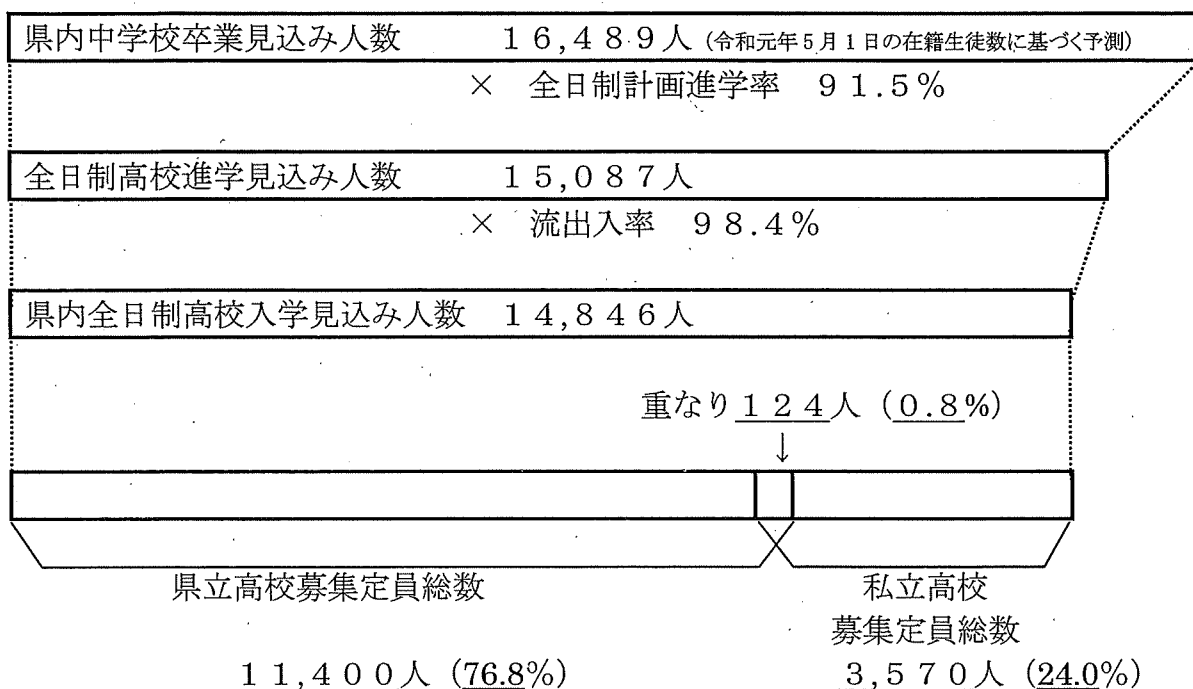 県内中学校卒業見込み人数 16,489人 (令和元年5月1日の在籍生徒数に基づく予測)
× 全日制計画進学率 91.5%
全日制高校進学見込み人数 15,087人
× 流出入率 98.4%
県内全日制高校入学見込み人数 14,846人
重なり124人 (0.8%)
↓
県立高校募集定員総数
私立高校
募集定員総数
11,400人 (76.8%)
3,570人 (24.0%)